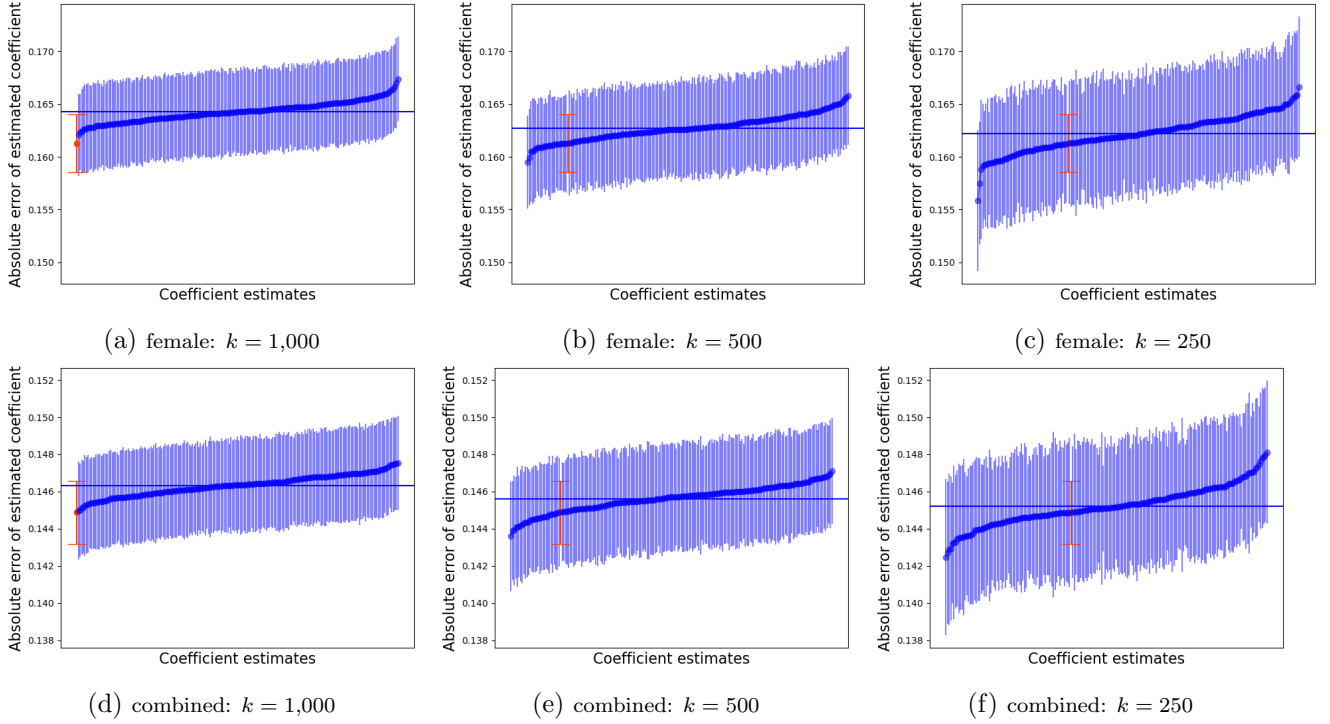 Absolute error of estimated coefficient
0.170
0.165
0.160
0.155
0.150
Coefficient estimates
(a) female: k = 1,000
Absolute error of estimated coefficient
0.170
0.165
0.160
0.155
0.150
Coefficient estimates
(b) female: k = 500
Absolute error of estimated coefficient
0.170
0.165
0.160
0.155
0.150
Coefficient estimates
(c) female: k = 250
Absolute error of estimated coefficient
0.152
0.150
0.148
0.146
0.144
0.142
0.140
0.138
Coefficient estimates
(d) combined: k = 1,000
Absolute error of estimated coefficient
0.152
0.150
0.148
0.146
0.144
0.142
0.140
0.138
Coefficient estimates
(e) combined: k = 500
Absolute error of estimated coefficient
0.152
0.150
0.148
0.146
0.144
0.142
0.140
0.138
Coefficient estimates
(f) combined: k = 250